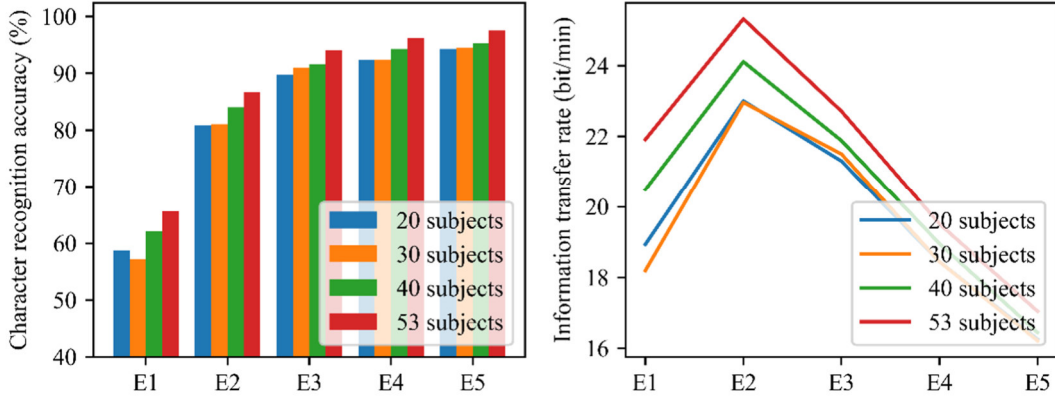 Character recognition accuracy (%)
100
90
80
70
60
50
40
E1 E2 E3 E4 E5
20 subjects
30 subjects
40 subjects
53 subjects
Information transfer rate (bit/min)
24
22
20
18
16
E1 E2 E3 E4 E5
20 subjects
30 subjects
40 subjects
53 subjects